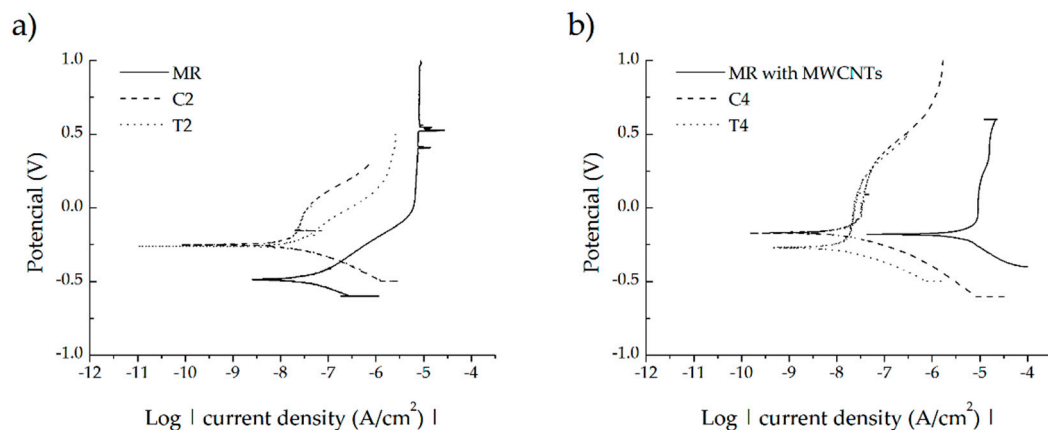 a)
1.0
0.5
0.0
-0.5
-1.0
Potencial (V)
MR
C2
T2
-12 -11 -10 -9 -8 -7 -6 -5 -4
Log | current density (A/cm²) |
b)
1.0
0.5
0.0
-0.5
-1.0
Potencial (V)
MR with MWCNTs
C4
T4
-12 -11 -10 -9 -8 -7 -6 -5 -4
Log | current density (A/cm²) |